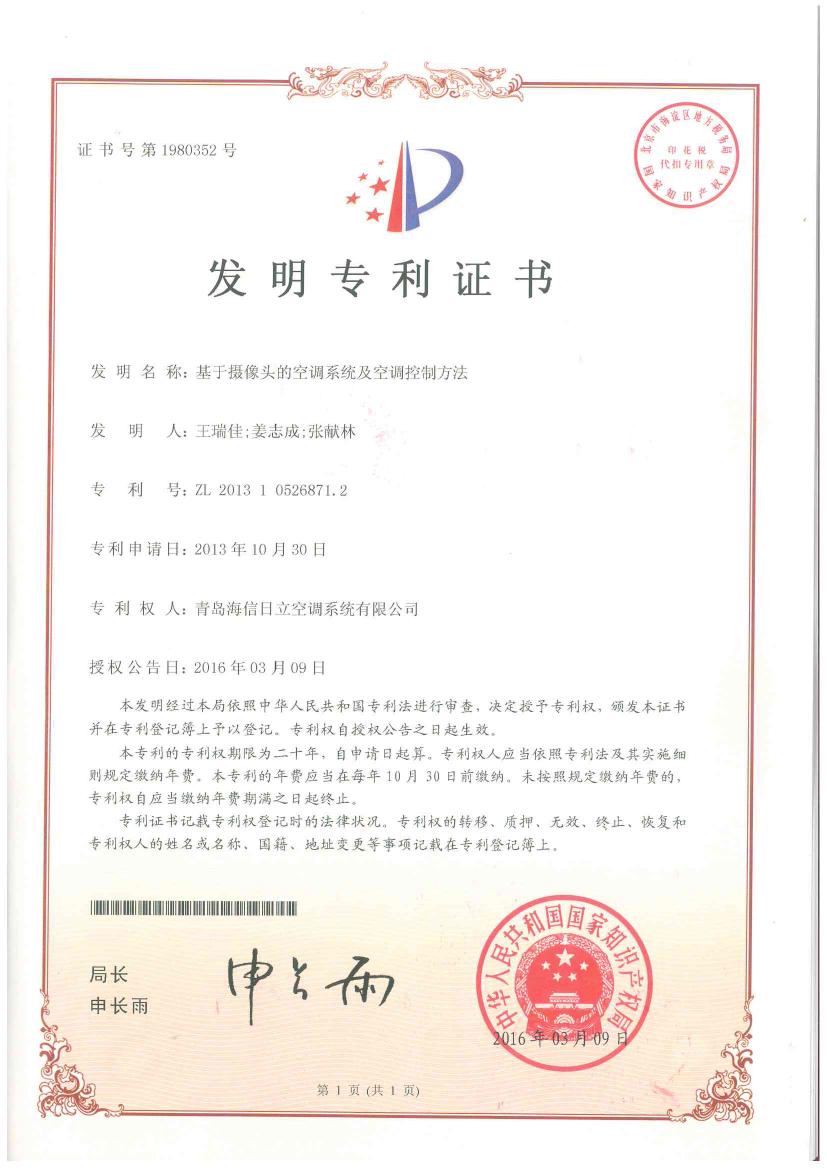 证书号第1980352号
北京市海淀区地方税务局
印花税
代扣专用章
国家知识产权局
发明专利证书
发明名称：基于摄像头的空调系统及空调控制方法
发明人：王瑞佳;姜志成;张献林
专利号：ZL 2013 1 0526871.2
专利申请日：2013年10月30日
专利权人：青岛海信日立空调系统有限公司
授权公告日：2016年03月09日
本发明经过本局依照中华人民共和国专利法进行审查，决定授予专利权，颁发本证书
并在专利登记簿上予以登记。专利权自授权公告之日起生效。
本专利的专利权期限为二十年，自申请日起算。专利权人应当依照专利法及其实施细
则规定缴纳年费。本专利的年费应当在每年10月30日前缴纳。未按照规定缴纳年费的，
专利权自应当缴纳年费期满之日起终止。
专利证书记载专利权登记时的法律状况。专利权的转移、质押、无效、终止、恢复和
专利权人的姓名或名称、国籍、地址变更等事项记载在专利登记簿上。
局长
申长雨
申长雨
中华人民共和国国家知识产权局
2016年03月09日
第1页(共1页)